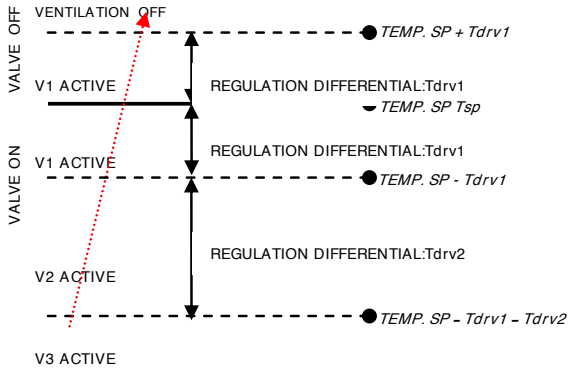 VENTILATION OFF
TEMP. SP + Tdrv1
VALVE OFF
V1 ACTIVE
REGULATION DIFFERENTIAL:Tdrv1
TEMP. SP Tsp
VALVE ON
V1 ACTIVE
REGULATION DIFFERENTIAL:Tdrv1
TEMP. SP - Tdrv1
REGULATION DIFFERENTIAL:Tdrv2
V2 ACTIVE
TEMP. SP – Tdrv1 – Tdrv2
V3 ACTIVE